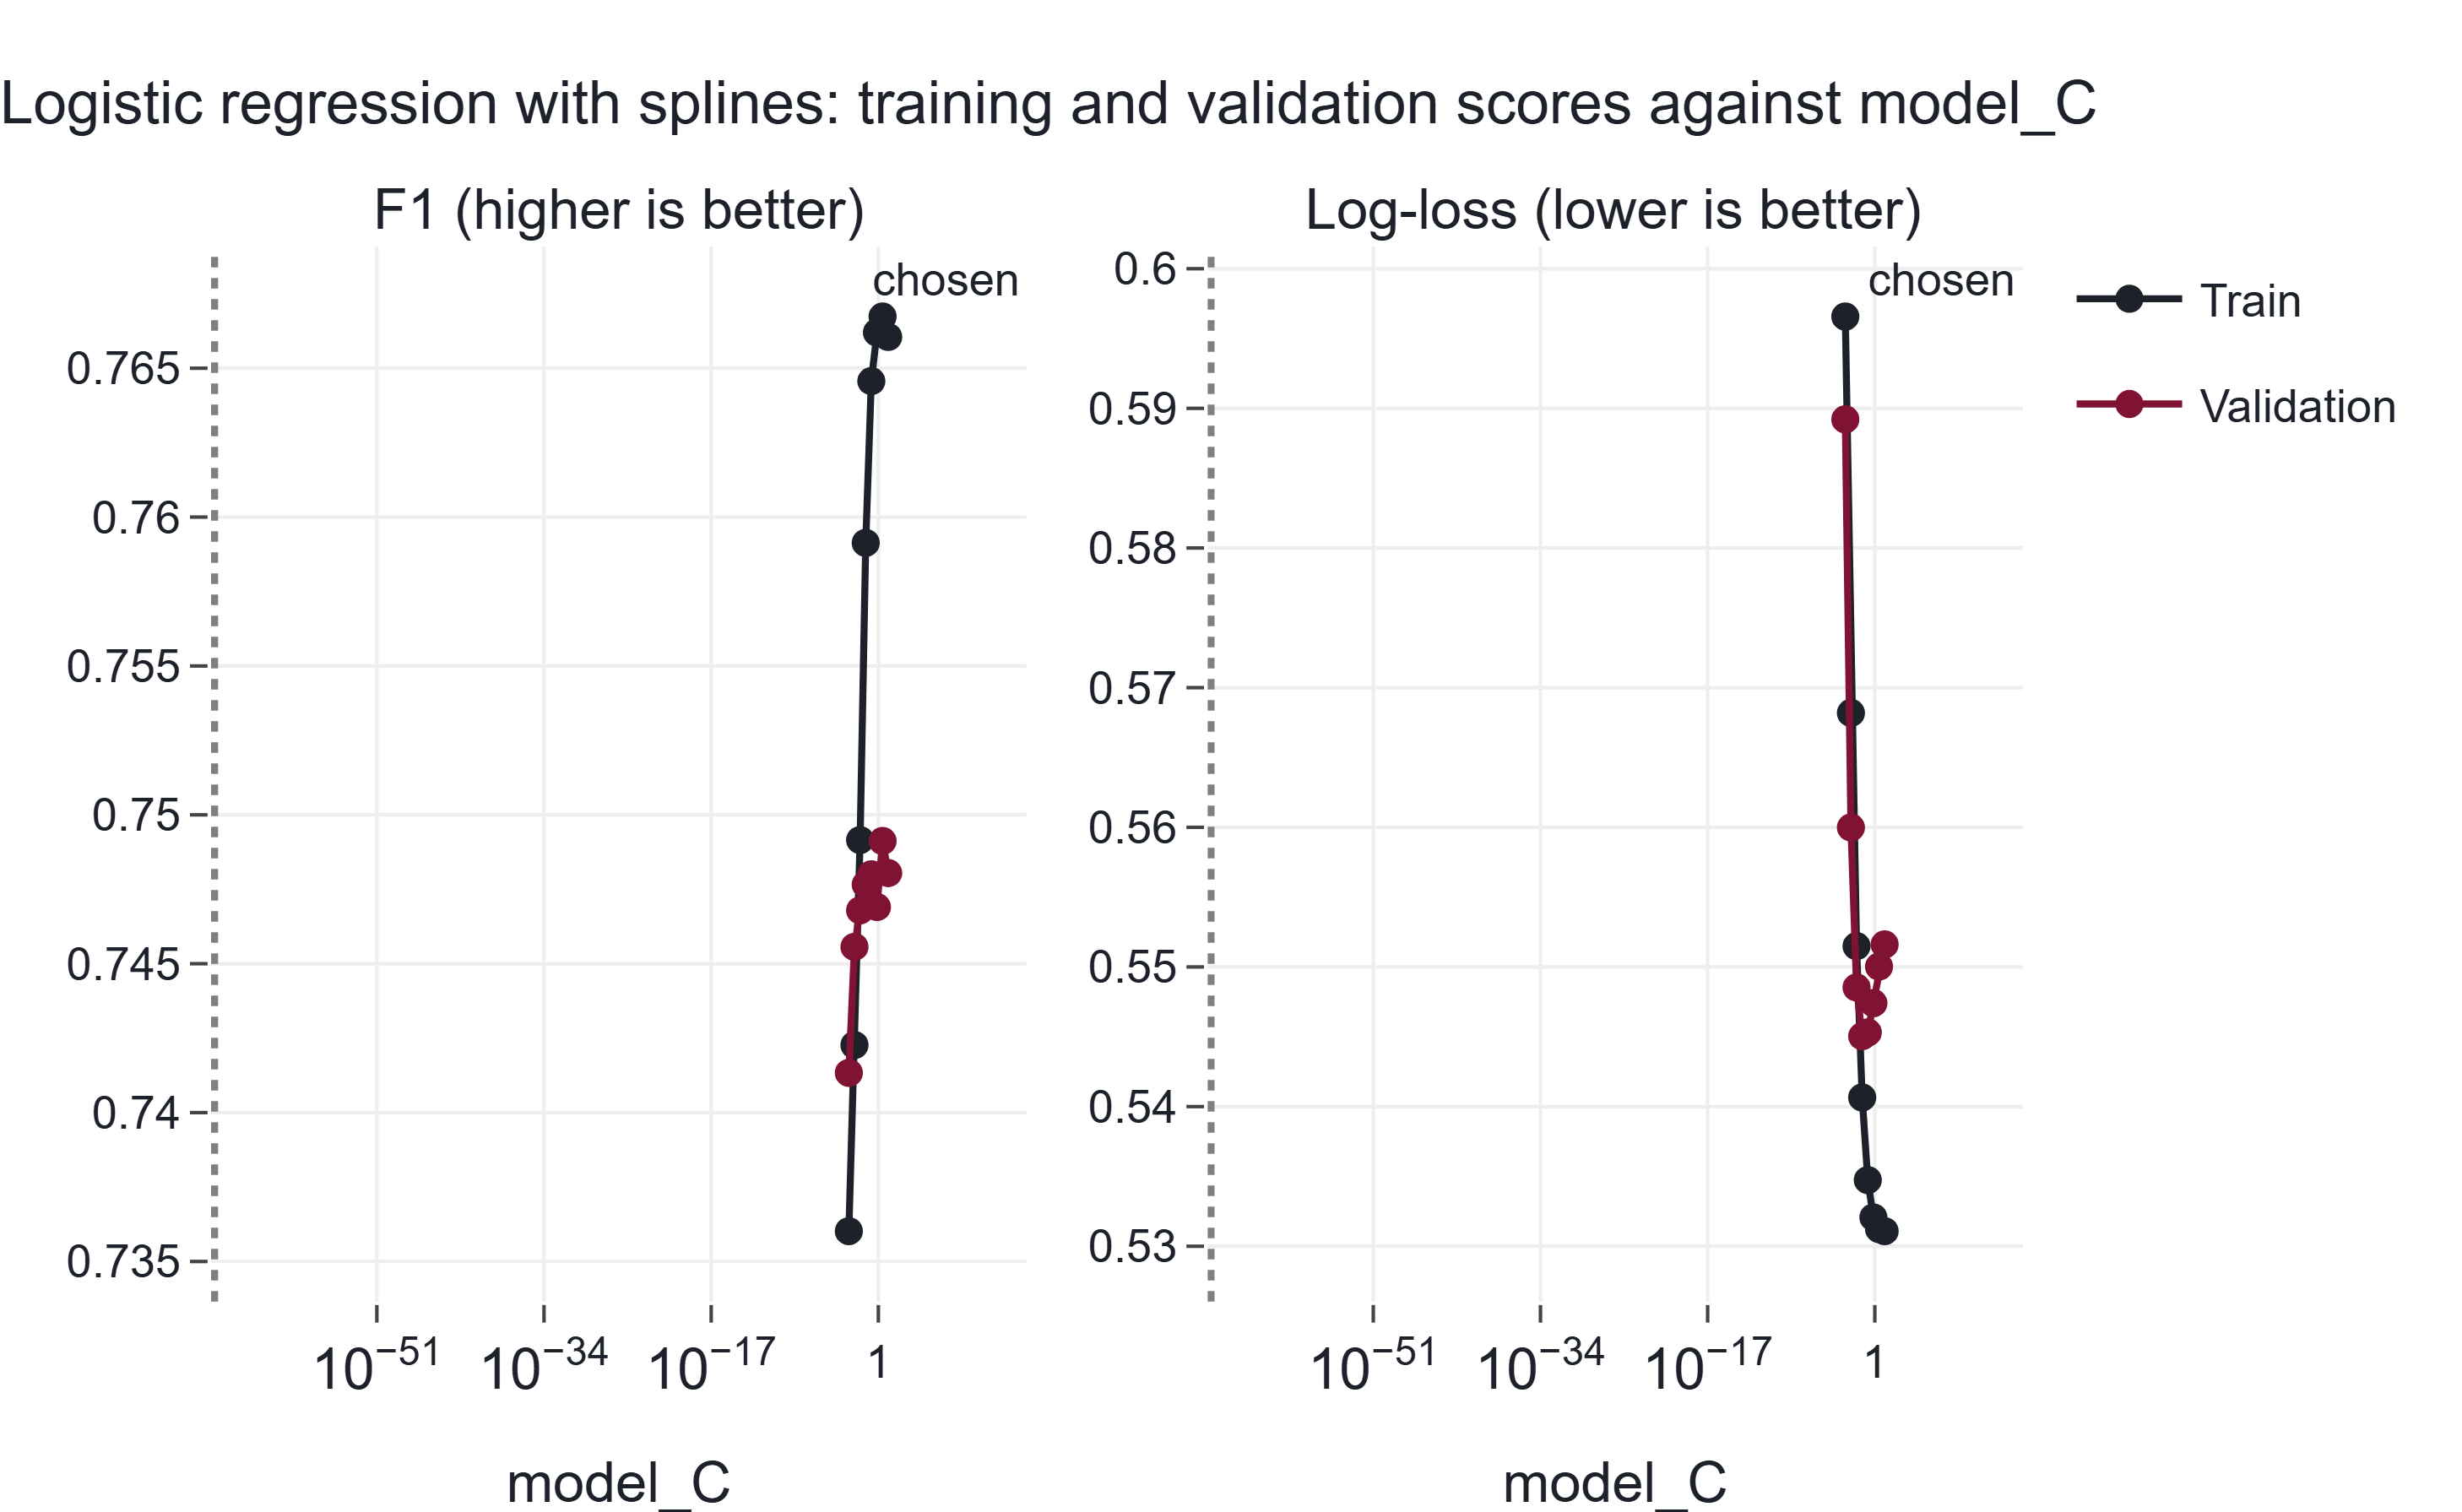 Logistic regression with splines: training and validation scores against model_C
F1 (higher is better)
chosen
0.765
0.76
0.755
0.75
0.745
0.74
0.735
10−51
10−34
10−17
1
model_C
Log-loss (lower is better)
chosen
0.6
0.59
0.58
0.57
0.56
0.55
0.54
0.53
10−51
10−34
10−17
1
model_C
Train
Validation